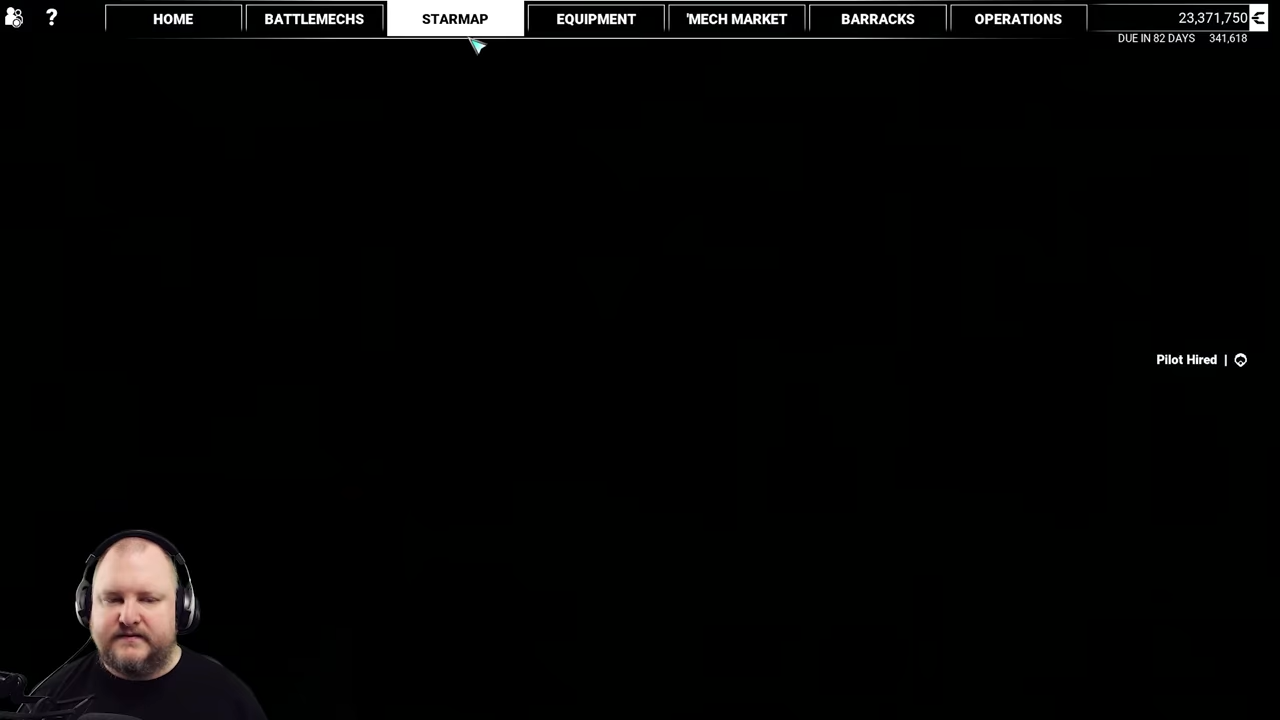 ?
HOME
BATTLEMECHS
STARMAP
EQUIPMENT
'MECH MARKET
BARRACKS
OPERATIONS
23,371,750
DUE IN 82 DAYS 341,618
Pilot Hired |